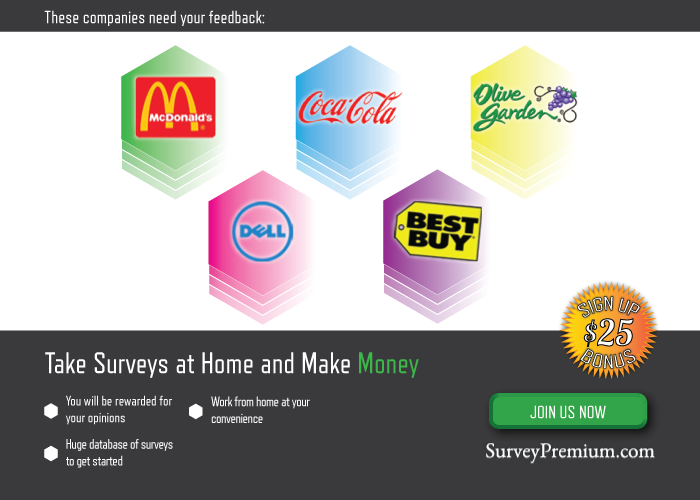 These companies need your feedback:
McDonald's
Coca-Cola
Olive
Garden
DELL
BEST
BUY
SIGN UP
$25
BONUS
Take Surveys at Home and Make Money
You will be rewarded for
your opinions
Work from home at your
convenience
Huge database of surveys
to get started
JOIN US NOW
SurveyPremium.com